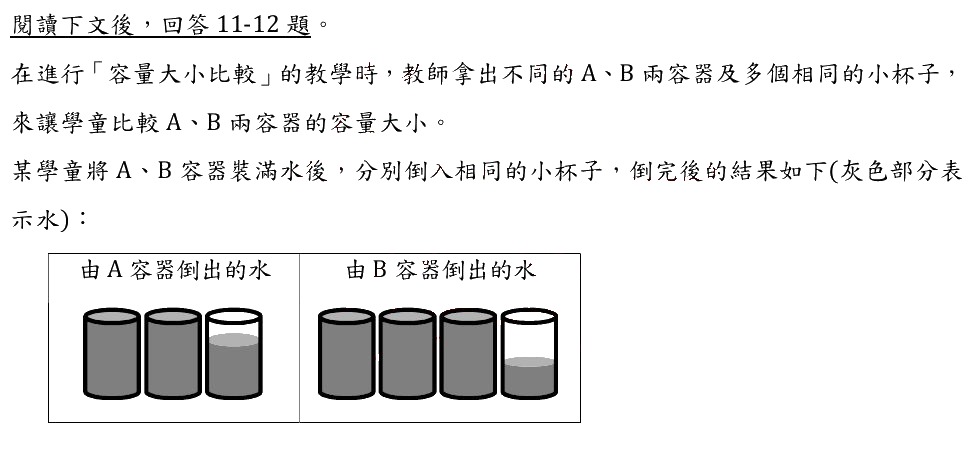 閱讀下文後，回答 11-12 題。
在進行「容量大小比較」的教學時，教師拿出不同的 A、B 兩容器及多個相同的小杯子，
來讓學童比較 A、B 兩容器的容量大小。
某學童將 A、B 容器裝滿水後，分別倒入相同的小杯子，倒完後的結果如下(灰色部分表
示水)：
由 A 容器倒出的水
由 B 容器倒出的水